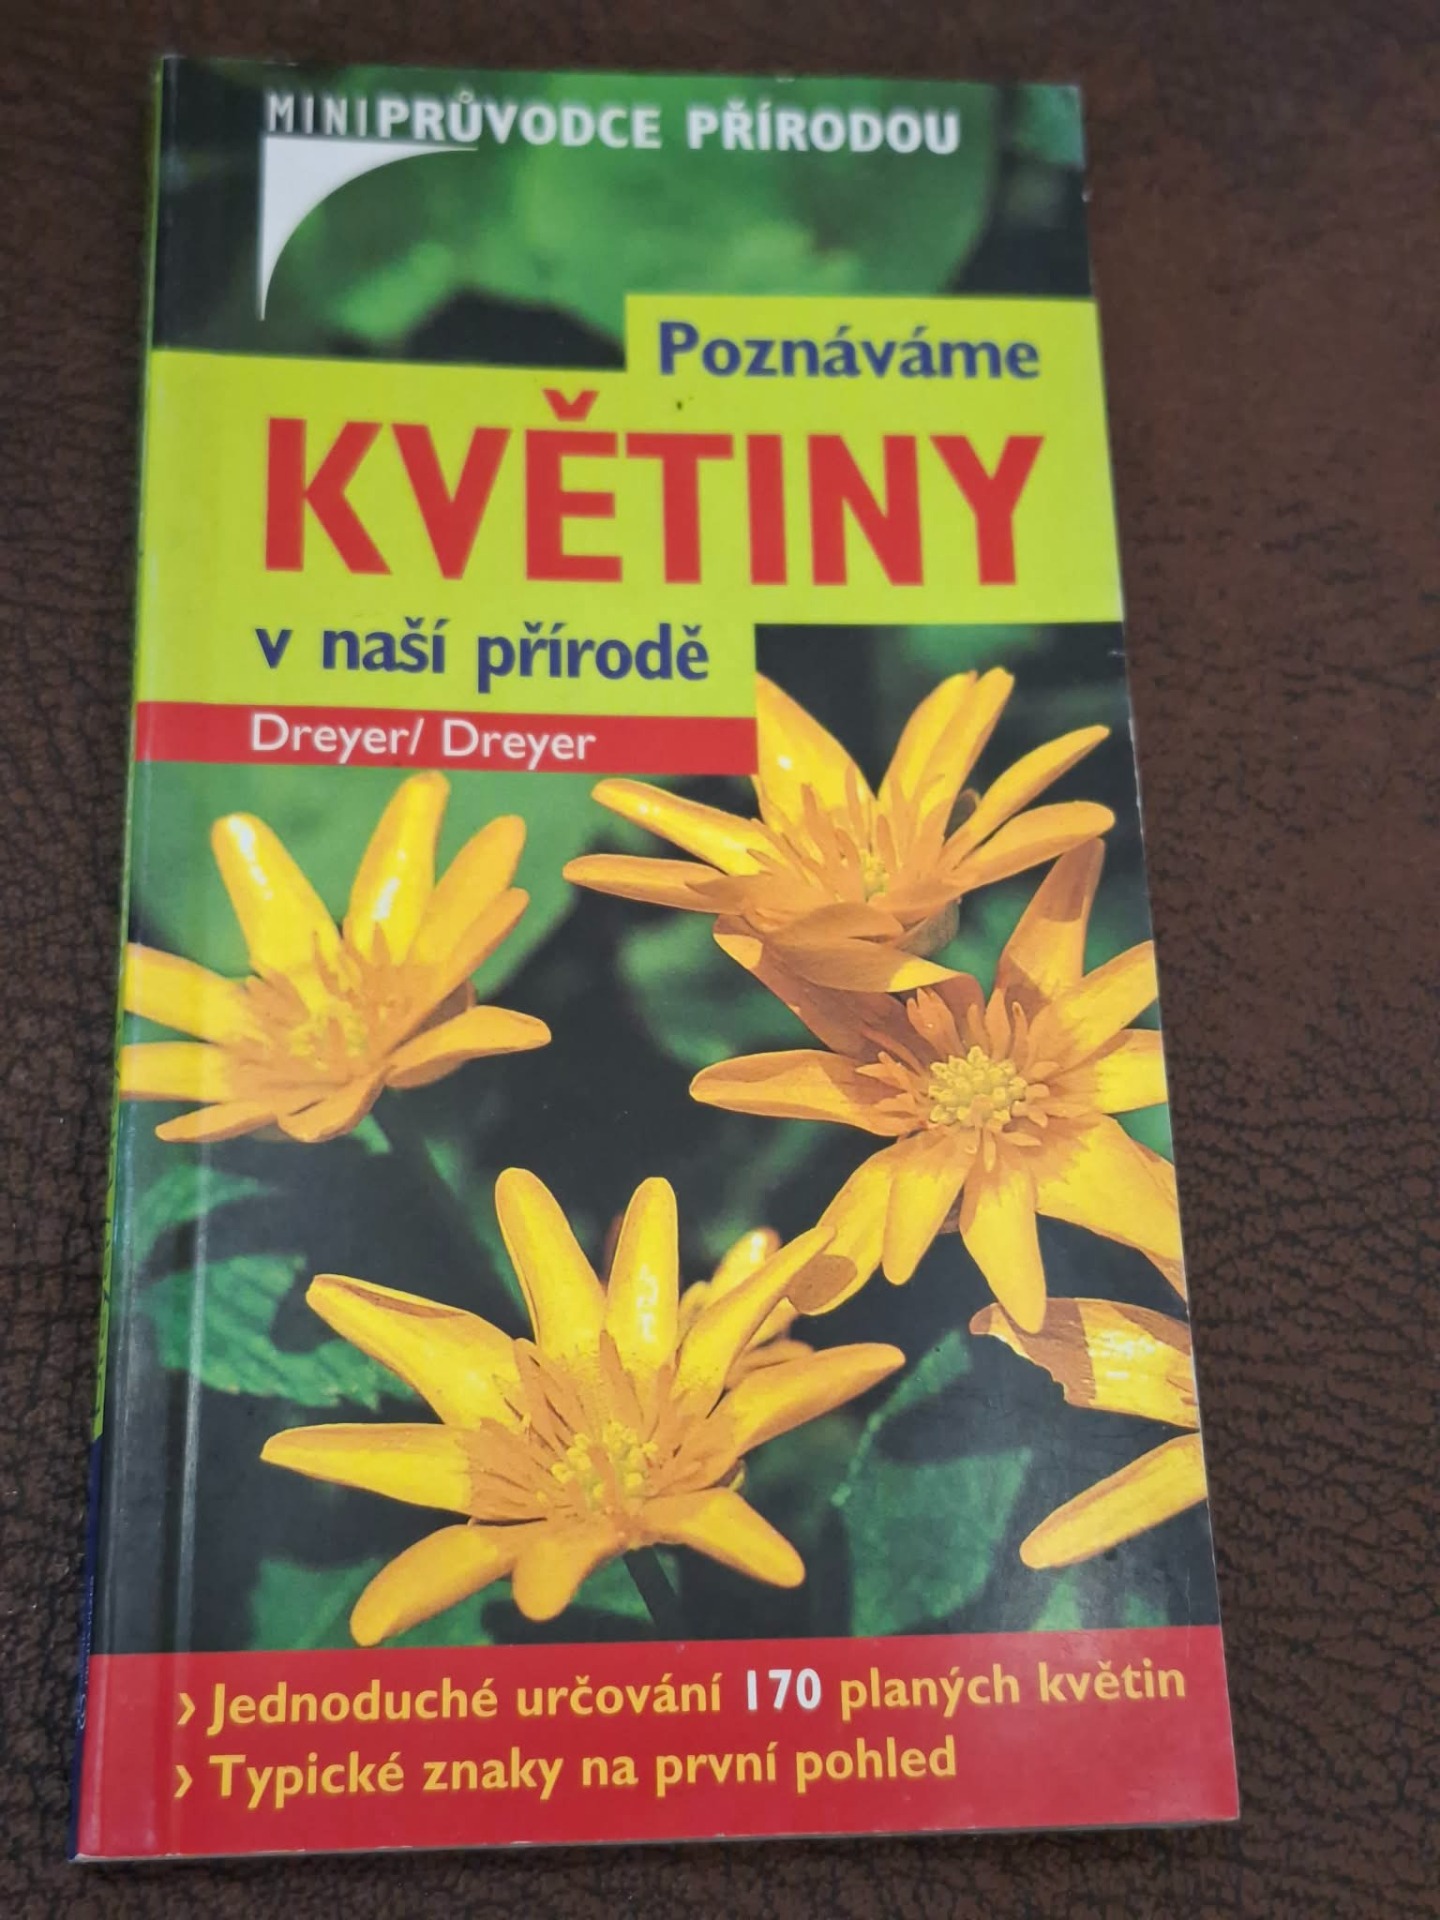 MINIPRŮVODCE PŘÍRODOU
Poznáváme
KVĚTINY
v naší přírodě
Dreyer/ Dreyer
› Jednoduché určování 170 planých květin
› Typické znaky na první pohled